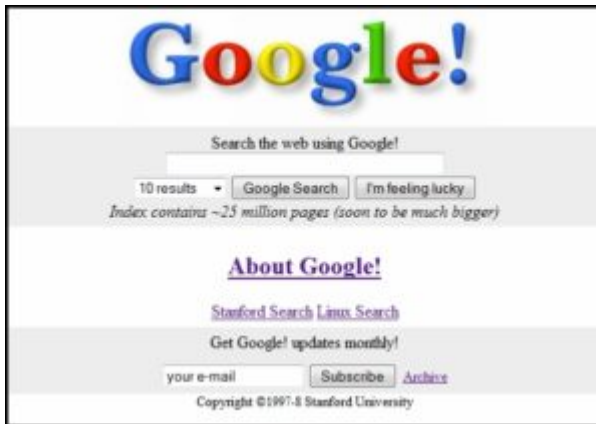 Google!
Search the web using Google!
10 results Google Search I'm feeling lucky
Index contains ~25 million pages (soon to be much bigger)
About Google!
Stanford Search Linux Search
Get Google! updates monthly!
your e-mail Subscribe Archive
Copyright ©1997-8 Stanford University